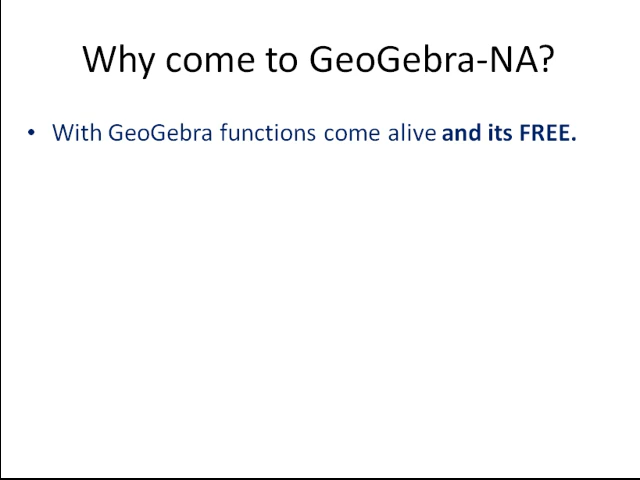 Why come to GeoGebra-NA?
• With GeoGebra functions come alive and its FREE.